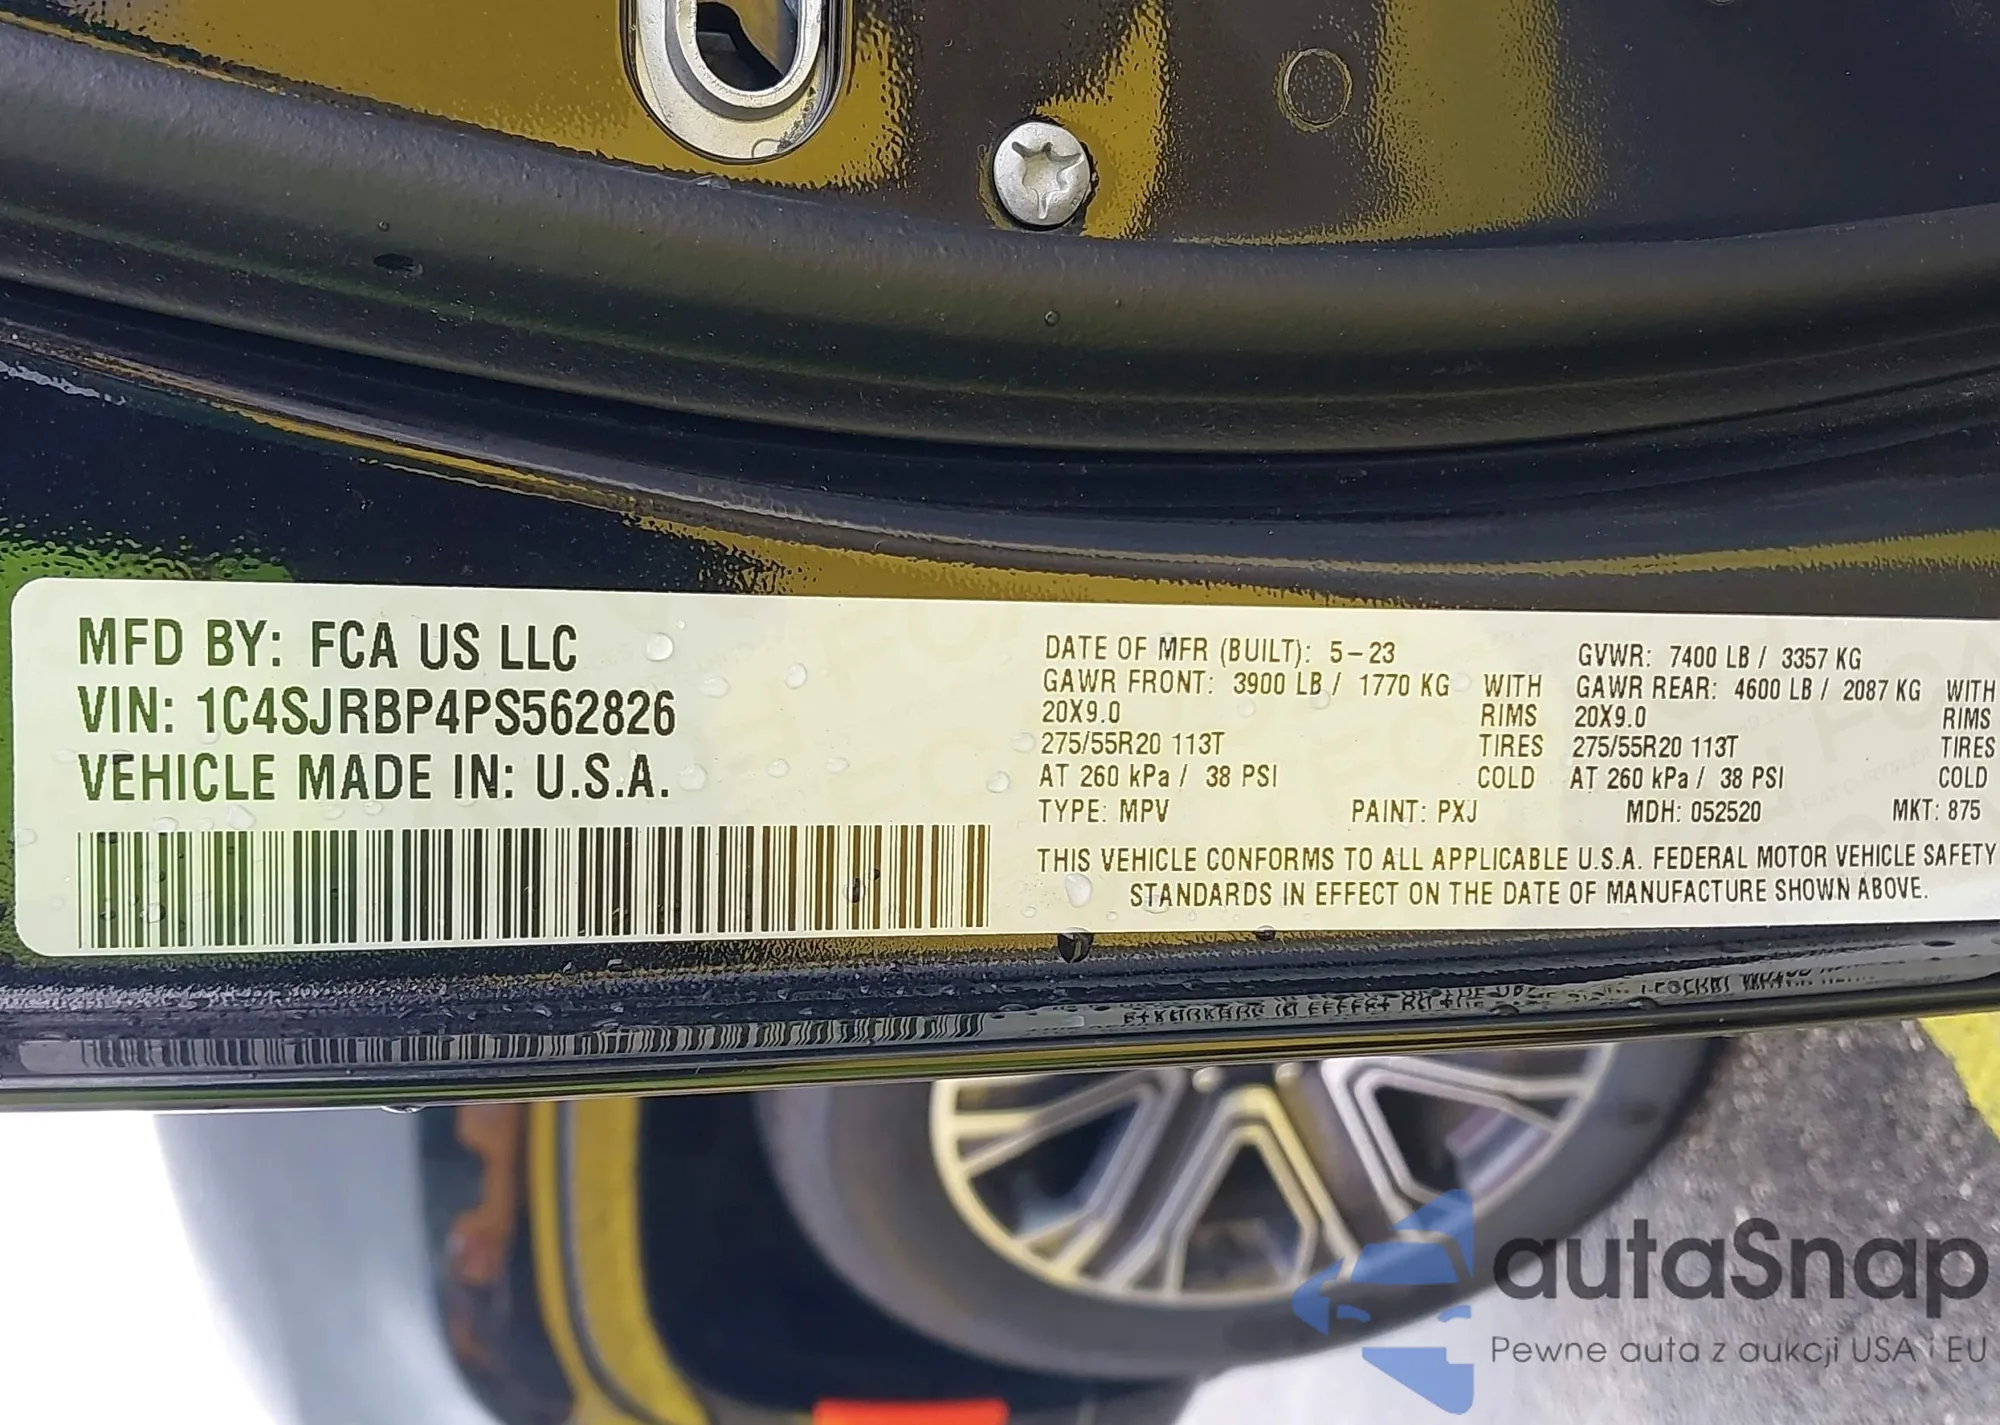 MFD BY: FCA US LLC
VIN: 1C4SJRBP4PS562826
VEHICLE MADE IN: U.S.A.
DATE OF MFR (BUILT): 5-23
GVWR: 7400 LB / 3357 KG
GAWR FRONT: 3900 LB / 1770 KG WITH
GAWR REAR: 4600 LB / 2087 KG WITH
20X9.0 RIMS
20X9.0 RIMS
275/55R20 113T TIRES
275/55R20 113T TIRES
AT 260 kPa / 38 PSI COLD
AT 260 kPa / 38 PSI COLD
TYPE: MPV PAINT: PXJ MDH: 052520 MKT: 875
THIS VEHICLE CONFORMS TO ALL APPLICABLE U.S.A. FEDERAL MOTOR VEHICLE SAFETY
STANDARDS IN EFFECT ON THE DATE OF MANUFACTURE SHOWN ABOVE.
autaSnap
Pewne auta z aukcji USA i EU